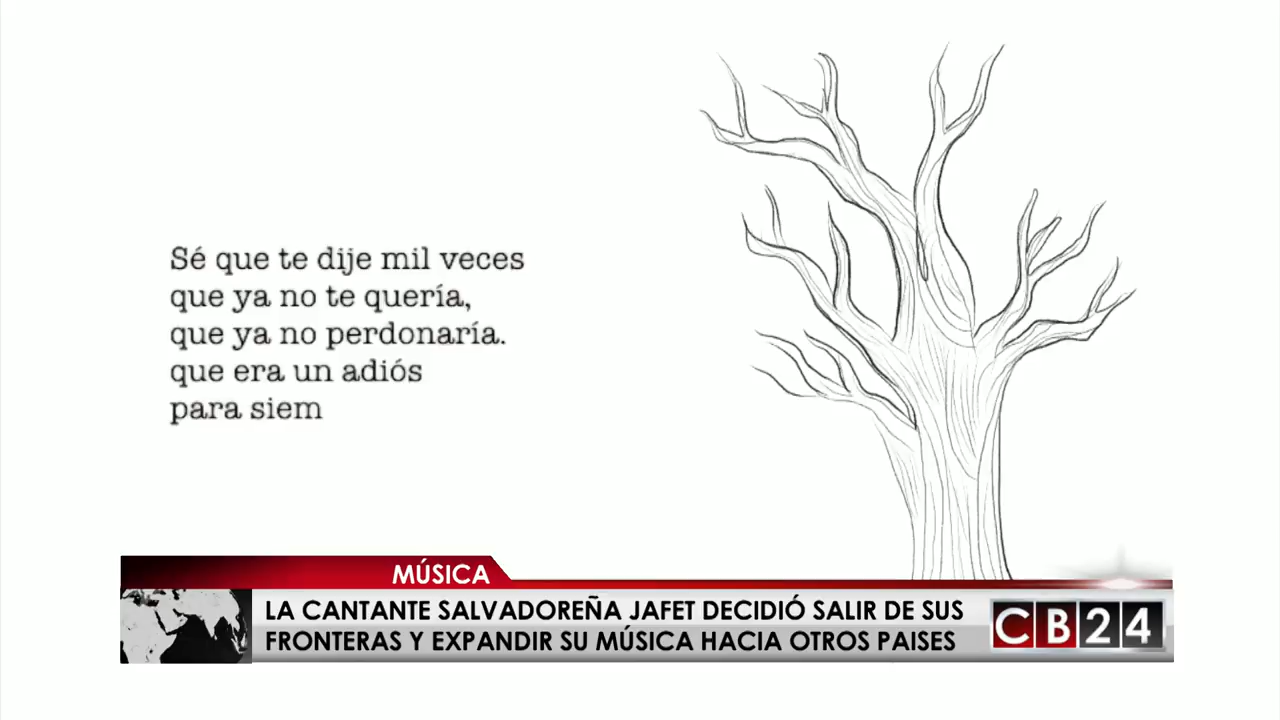 Sé que te dije mil veces
que ya no te quería,
que ya no perdonaría.
que era un adiós
para siem
MÚSICA
LA CANTANTE SALVADOREÑA JAFET DECIDIÓ SALIR DE SUS
FRONTERAS Y EXPANDIR SU MÚSICA HACIA OTROS PAISES
CB24